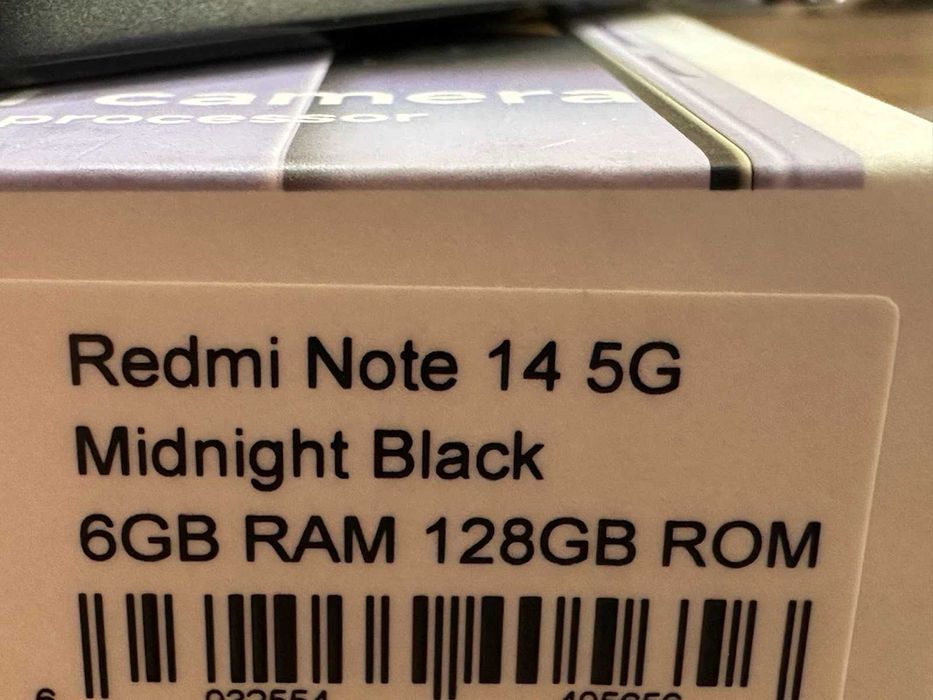 camera
processor
Redmi Note 14 5G
Midnight Black
6GB RAM 128GB ROM